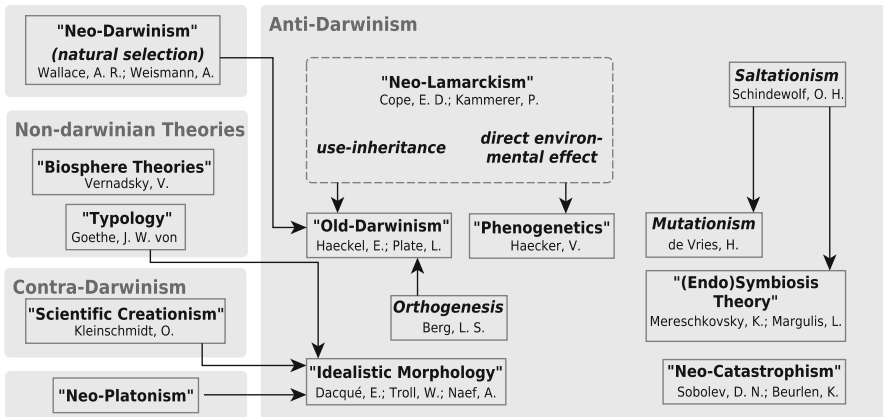 "Neo-Darwinism"
(natural selection)
Wallace, A. R.; Weismann, A.
Non-darwinian Theories
"Biosphere Theories"
Vernadsky, V.
"Typology"
Goethe, J. W. von
Contra-Darwinism
"Scientific Creationism"
Kleinschmidt, O.
"Neo-Platonism"
Anti-Darwinism
"Neo-Lamarckism"
Cope, E. D.; Kammerer, P.
use-inheritance
direct environ-
mental effect
"Old-Darwinism"
Haeckel, E.; Plate, L.
"Phenogenetics"
Haecker, V.
Orthogenesis
Berg, L. S.
"Idealistic Morphology"
Dacqué, E.; Troll, W.; Naef, A.
Saltationism
Schindewolf, O. H.
Mutationism
de Vries, H.
"(Endo)Symbiosis
Theory"
Mereschkovsky, K.; Margulis, L.
"Neo-Catastrophism"
Sobolev, D. N.; Beurlen, K.